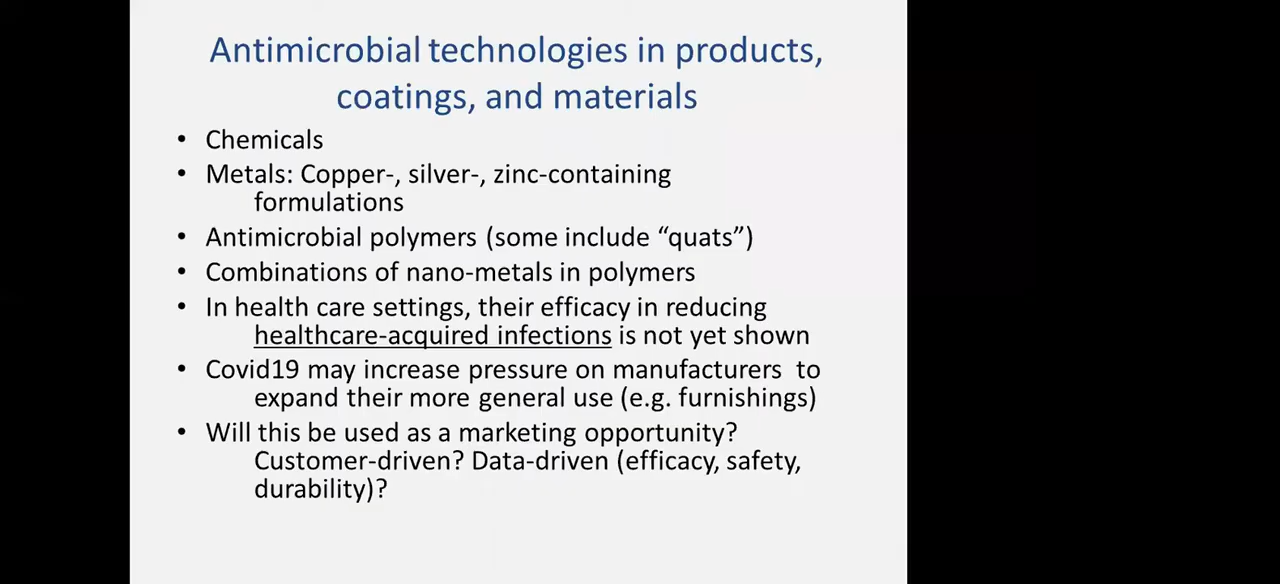 Antimicrobial technologies in products,
coatings, and materials
• Chemicals
• Metals: Copper-, silver-, zinc-containing
formulations
• Antimicrobial polymers (some include “quats”)
• Combinations of nano-metals in polymers
• In health care settings, their efficacy in reducing
healthcare-acquired infections is not yet shown
• Covid19 may increase pressure on manufacturers to
expand their more general use (e.g. furnishings)
• Will this be used as a marketing opportunity?
Customer-driven? Data-driven (efficacy, safety,
durability)?